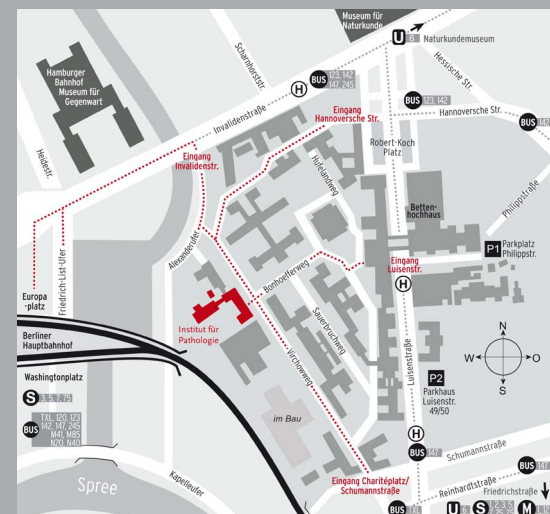 Museum für
Naturkunde
U 6 Naturkundemuseum
Hamburger
Bahnhof
Museum für
Gegenwart
Scharnhorststr.
Hessische Str.
BUS 123, 142
147, 245
H
BUS 123, 142
Invalidenstraße
Eingang
Hannoversche Str.
Hannoversche Str.
BUS 142
Heidestr.
Eingang
Invalidenstr.
Robert-Koch
Platz
Hufelandweg
Philippstraße
Betten-
hochhaus
Alexanderufer
Friedrich-List-Ufer
P1 Parkplatz
Philippstr.
Eingang
Luisenstr.
H
Bonhoefferweg
Europa
-platz
Institut für
Pathologie
Sauerbruchweg
Virchowweg
Luisenstraße
N
W O
S
Berliner
Hauptbahnhof
Washingtonplatz
S 3, 5, 7, 75
BUS TXL, 120, 123
142, 147, 245
M41, M85
N20, N40
P2
Parkhaus
Luisenstr.
49/50
im Bau
H
BUS 147
Schumannstraße
BUS 147
Spree
Kapelleufer
Eingang Charitéplatz/
Schumannstraße
Reinhardtstraße
Friedrichstraße
BUS TXL
U 6
S
M